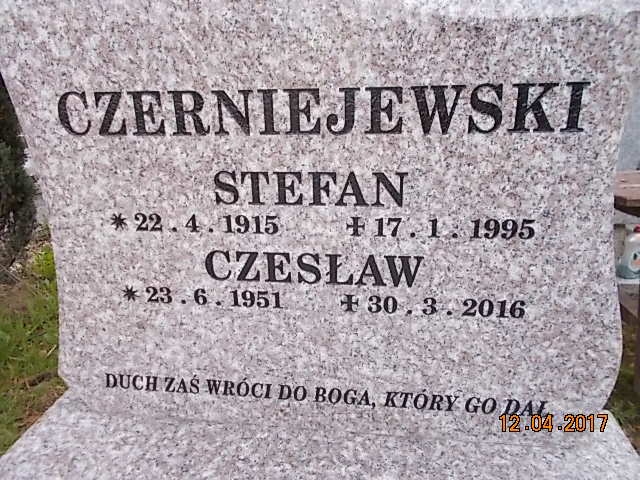 CZERNIEJEWSKI
STEFAN
* 22 . 4 . 1915 ✝ 17 . 1 . 1995
CZESŁAW
* 23 . 6 . 1951 ✝ 30 . 3 . 2016
DUCH ZAŚ WRÓCI DO BOGA, KTÓRY GO DAŁ
12.04.2017